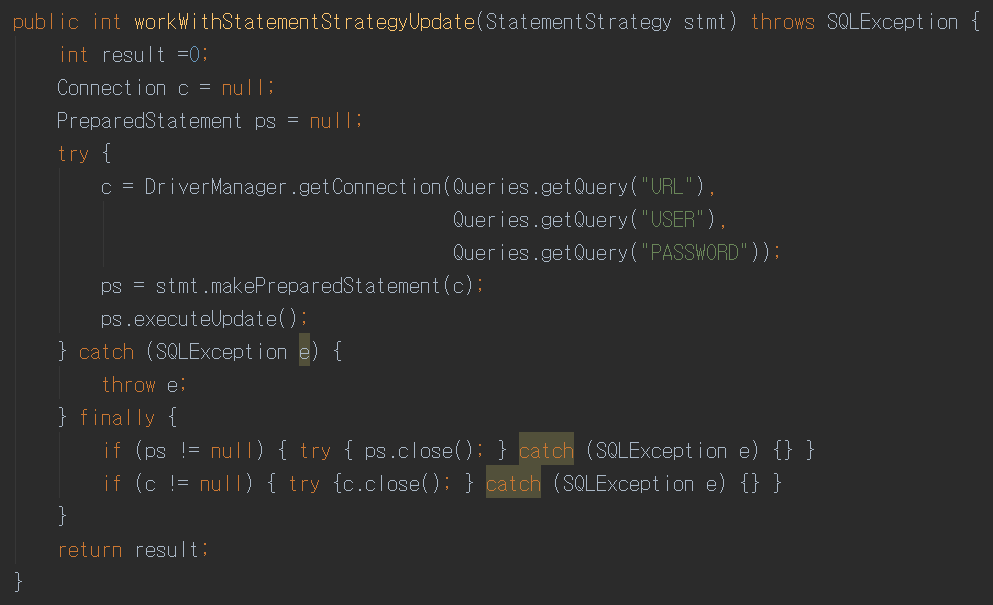 public int workWithStatementStrategyUpdate(StatementStrategy stmt) throws SQLException {
int result =0;
Connection c = null;
PreparedStatement ps = null;
try {
c = DriverManager.getConnection(Queries.getQuery("URL"),
Queries.getQuery("USER"),
Queries.getQuery("PASSWORD"));
ps = stmt.makePreparedStatement(c);
ps.executeUpdate();
} catch (SQLException e) {
throw e;
} finally {
if (ps != null) { try { ps.close(); } catch (SQLException e) {} }
if (c != null) { try {c.close(); } catch (SQLException e) {} }
}
return result;
}